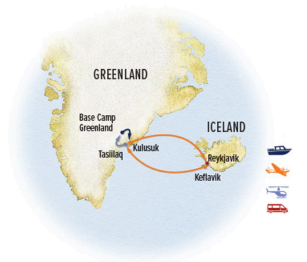 GREENLAND
Base Camp
Greenland
ICELAND
Tasiilaq
Kulusuk
Reykjavik
Keflavik